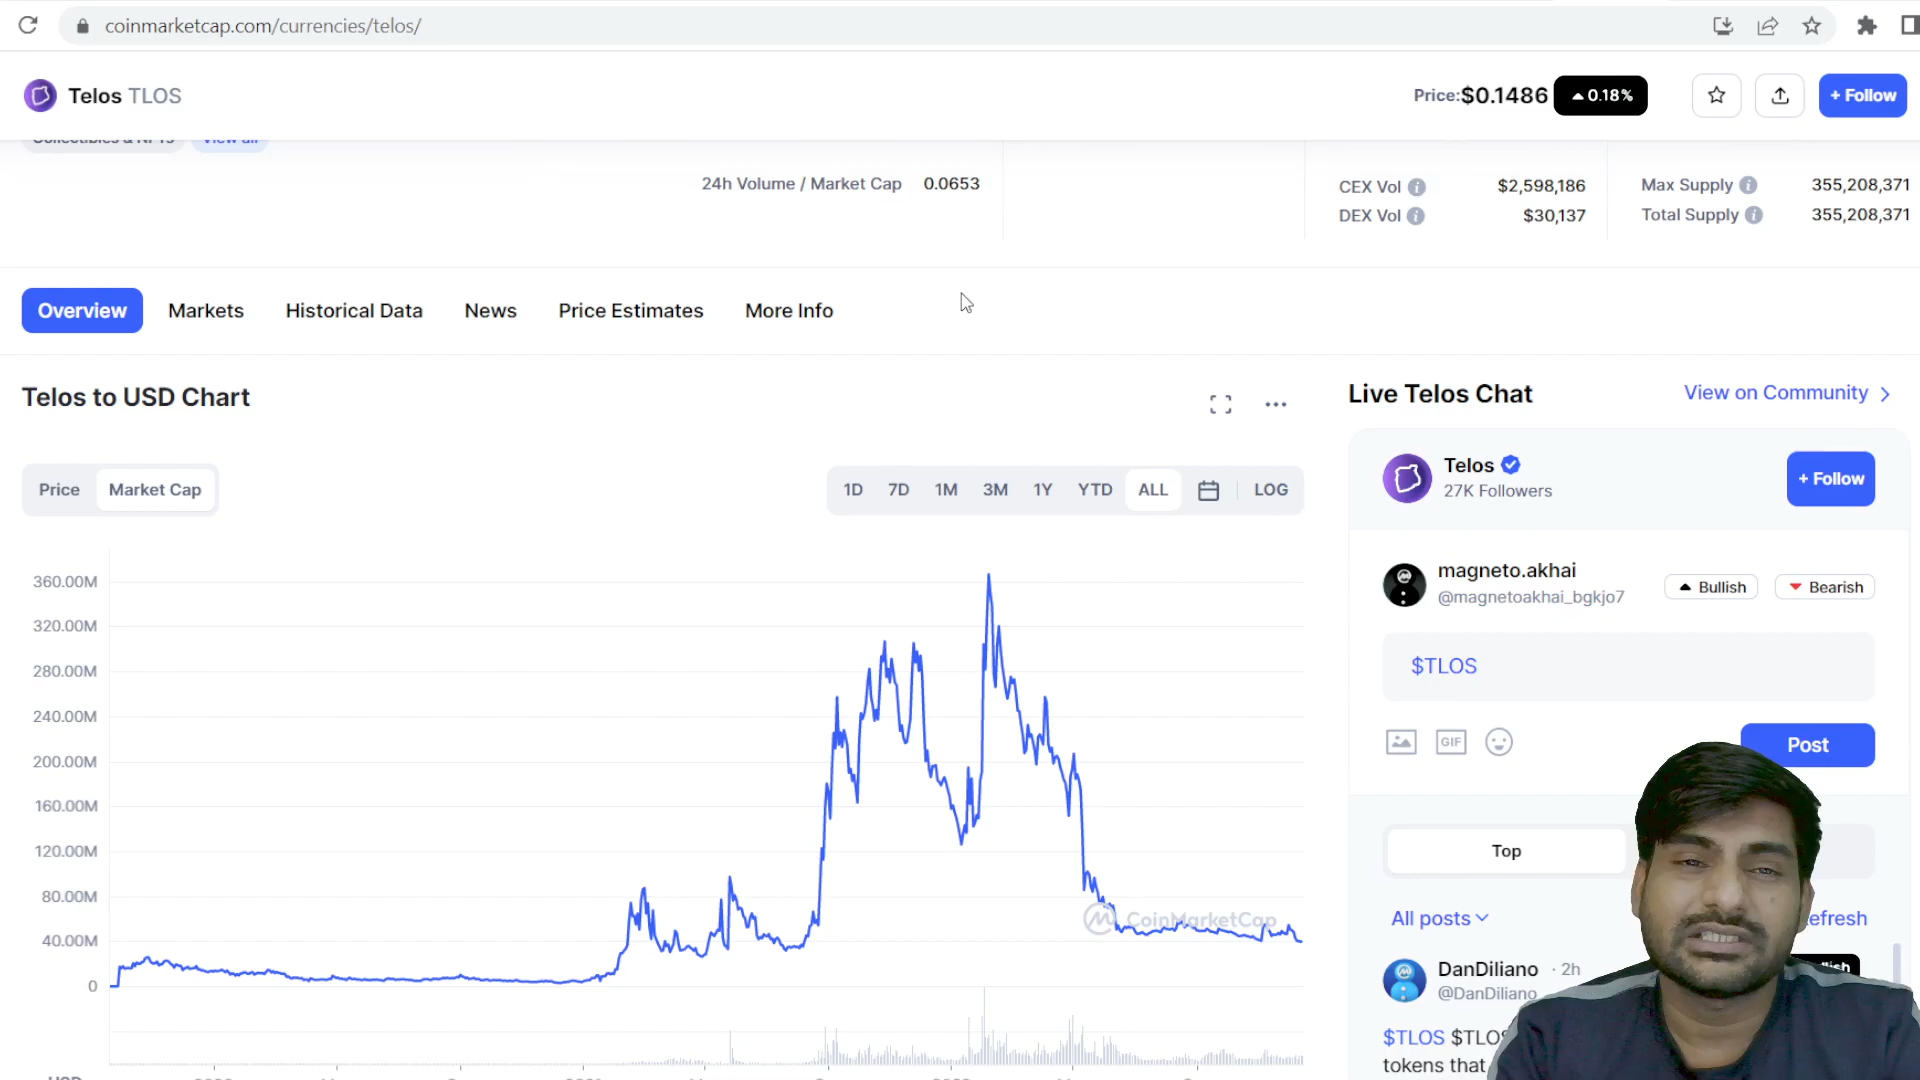 coinmarketcap.com/currencies/telos/
Telos TLOS
Price:$0.1486 0.18%
+ Follow
Collectibles & NFTs View all
24h Volume / Market Cap 0.0653
CEX Vol $2,598,186
DEX Vol $30,137
Max Supply 355,208,371
Total Supply 355,208,371
Overview Markets Historical Data News Price Estimates More Info
Telos to USD Chart
Price Market Cap
1D 7D 1M 3M 1Y YTD ALL LOG
360.00M
320.00M
280.00M
240.00M
200.00M
160.00M
120.00M
80.00M
40.00M
0
CoinMarketCap
Live Telos Chat
View on Community
Telos
27K Followers
+ Follow
magneto.akhai
@magnetoakhai_bgkjo7
Bullish Bearish
$TLOS
GIF
Post
Top
All posts
efresh
DanDiliano · 2h
@DanDiliano
$TLOS $TLOS
tokens that